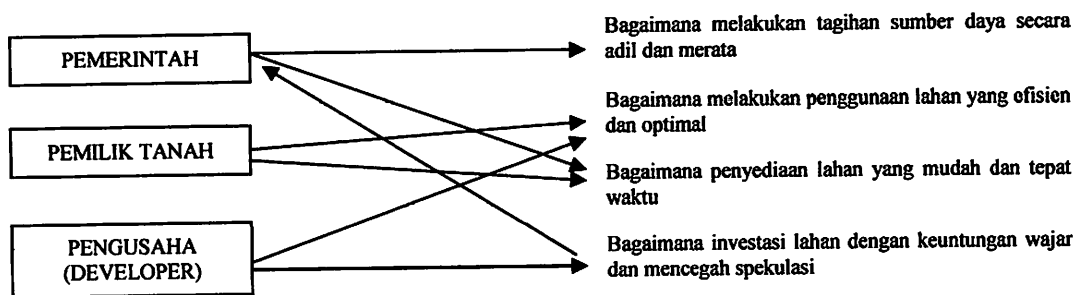 PEMERINTAH
PEMILIK TANAH
PENGUSAHA
(DEVELOPER)
Bagaimana melakukan tagihan sumber daya secara
adil dan merata
Bagaimana melakukan penggunaan lahan yang efisien
dan optimal
Bagaimana penyediaan lahan yang mudah dan tepat
waktu
Bagaimana investasi lahan dengan keuntungan wajar
dan mencegah spekulasi